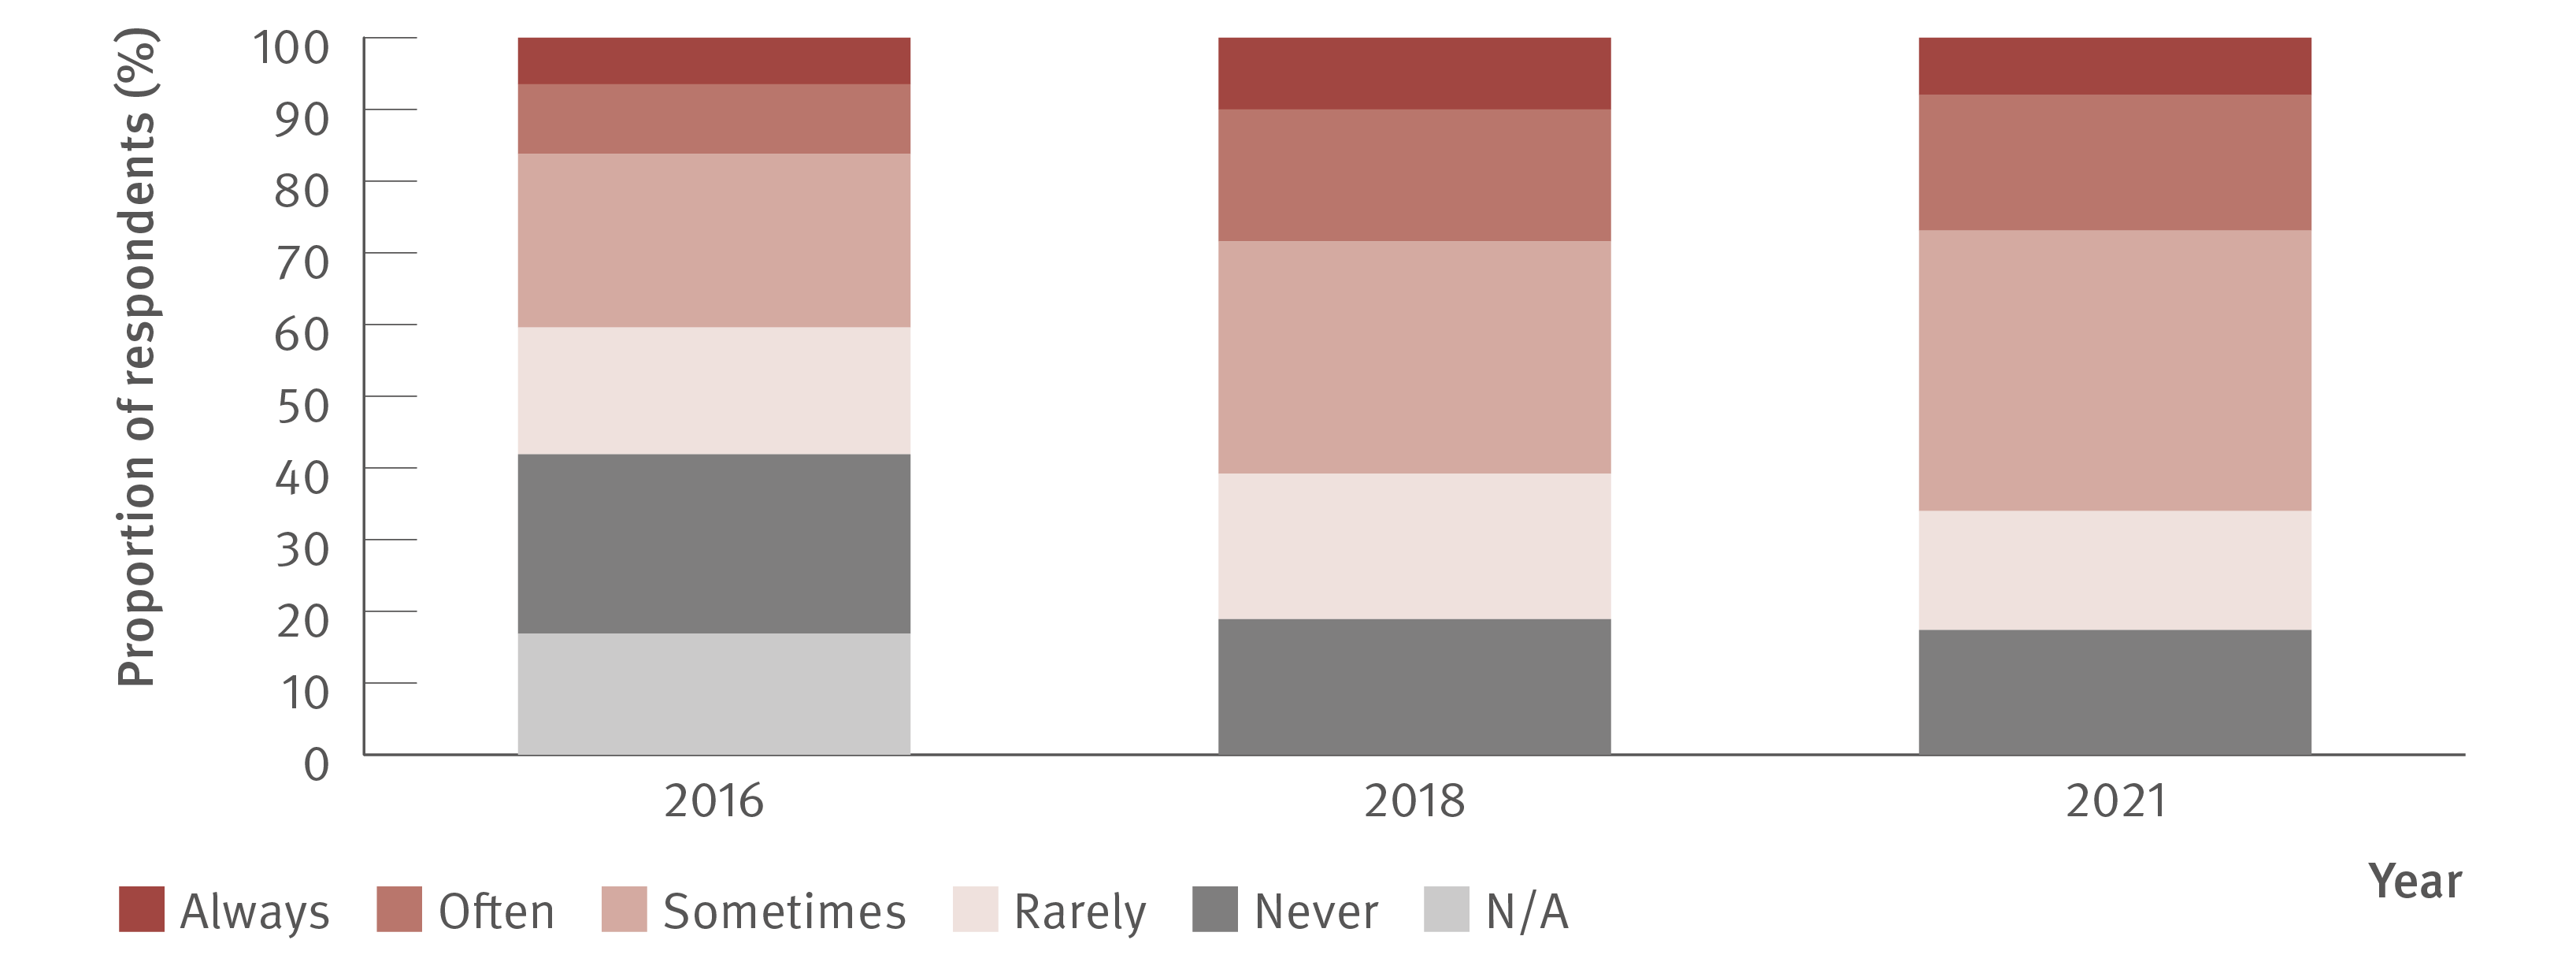 Proportion of respondents (%)
100
90
80
70
60
50
40
30
20
10
0
2016
2018
2021
Year
Always
Often
Sometimes
Rarely
Never
N/A